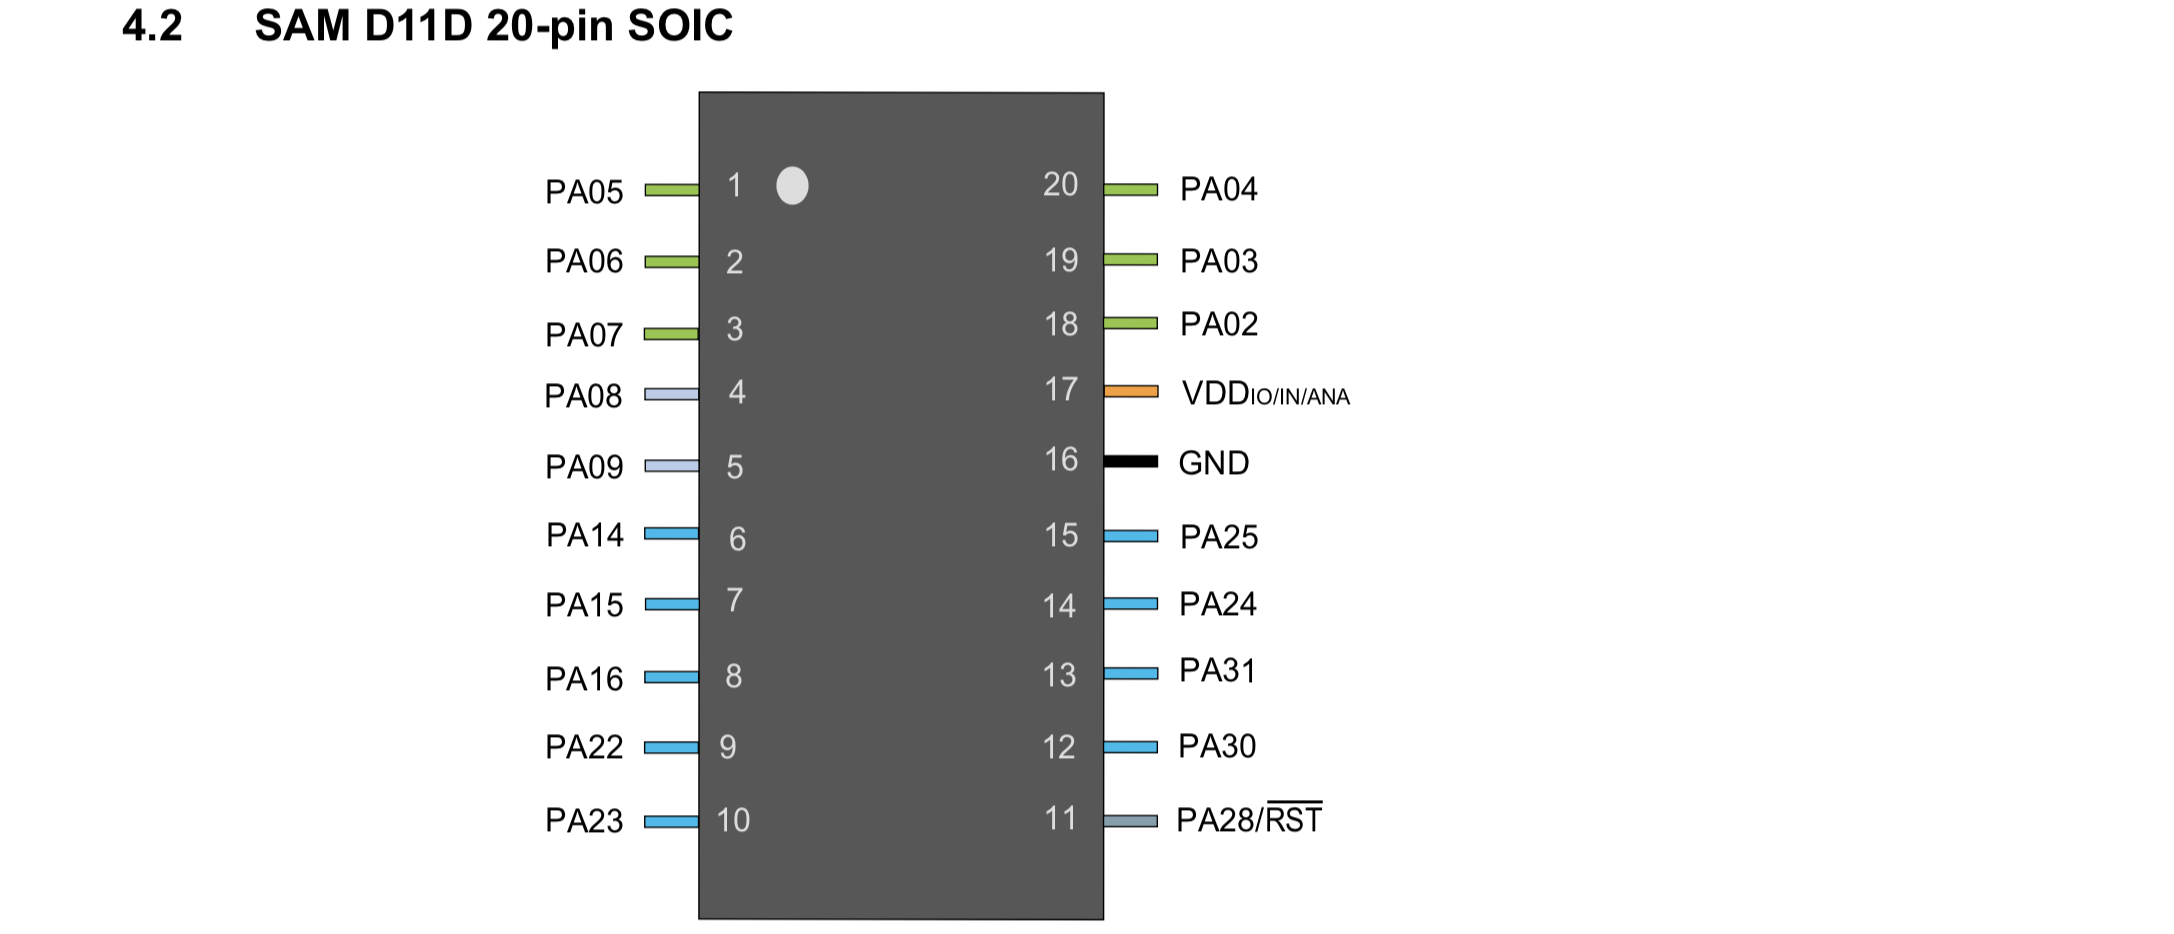 4.2 SAM D11D 20-pin SOIC
PA05 1 20 PA04
PA06 2 19 PA03
PA07 3 18 PA02
PA08 4 17 VDDIO/IN/ANA
PA09 5 16 GND
PA14 6 15 PA25
PA15 7 14 PA24
PA16 8 13 PA31
PA22 9 12 PA30
PA23 10 11 PA28/R̅S̅T̅